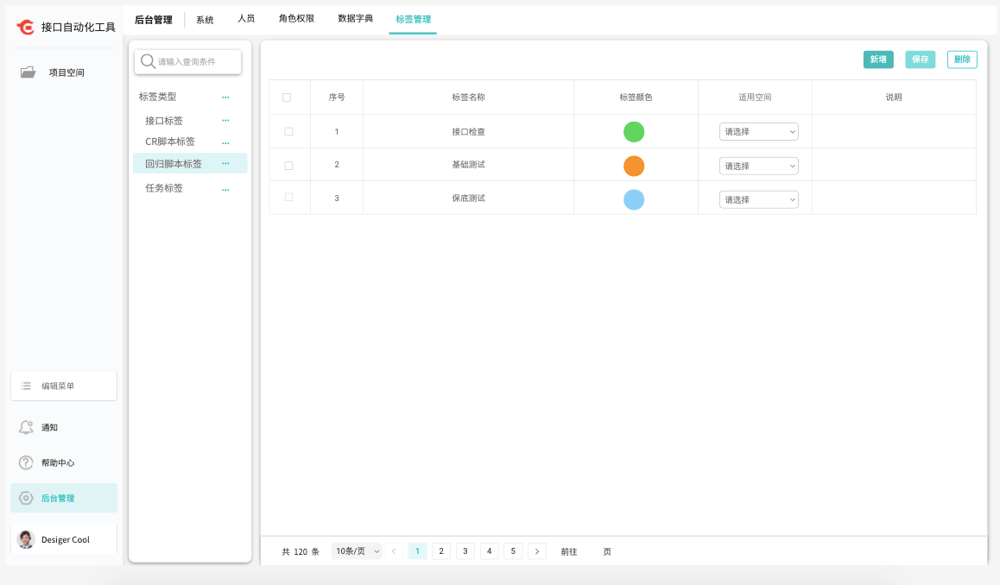 接口自动化工具
项目空间
编辑菜单
通知
帮助中心
后台管理
Desiger Cool
后台管理 系统 人员 角色权限 数据字典 标签管理
请输入查询条件
标签类型 ...
接口标签 ...
CR脚本标签 ...
回归脚本标签 ...
任务标签 ...
新增 保存 删除
序号 标签名称 标签颜色 适用空间 说明
1 接口检查 请选择
2 基础测试 请选择
3 保底测试 请选择
共 120 条 10条/页 < 1 2 3 4 5 > 前往 页